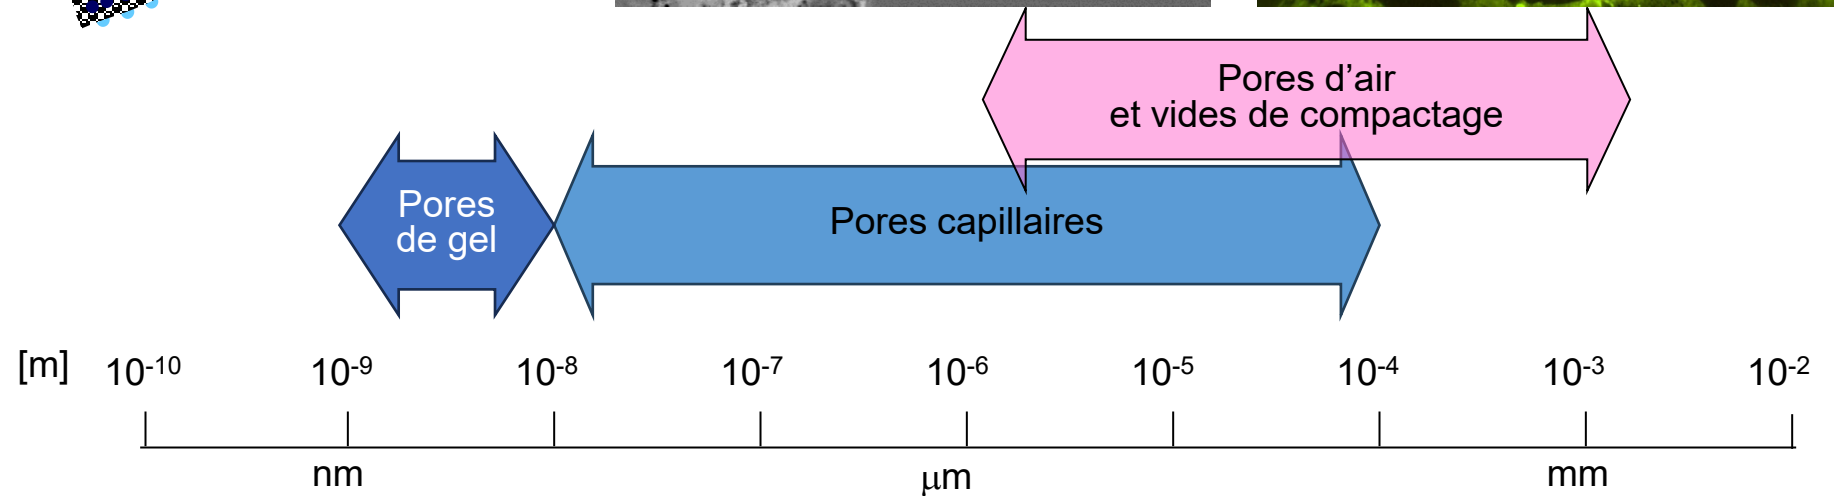 Pores d’air
et vides de compactage
Pores
de gel
Pores capillaires
[m] 10⁻¹⁰ 10⁻⁹ 10⁻⁸ 10⁻⁷ 10⁻⁶ 10⁻⁵ 10⁻⁴ 10⁻³ 10⁻²
nm μm mm